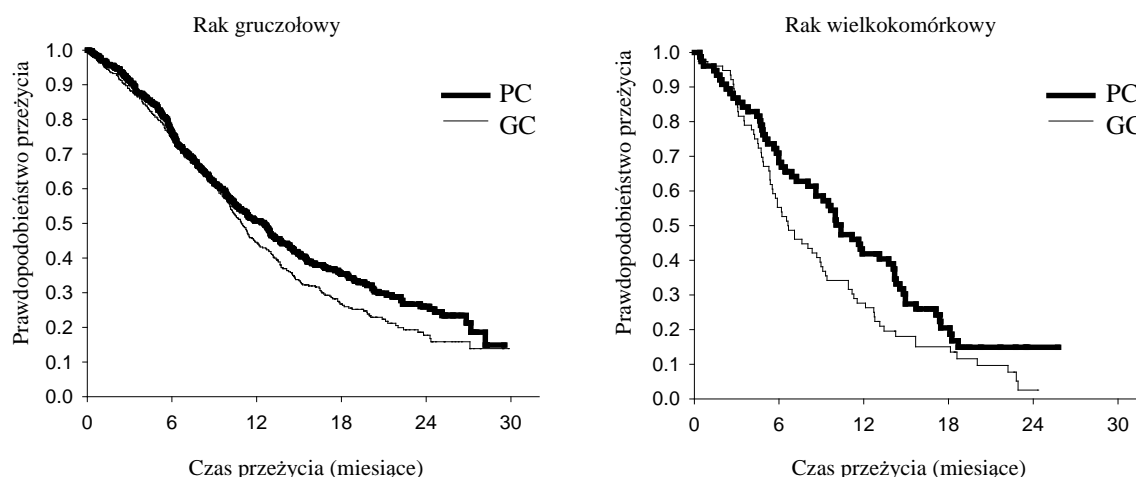 Rak gruczołowy
Prawdopodobieństwo przeżycia
1.0
0.9
0.8
0.7
0.6
0.5
0.4
0.3
0.2
0.1
0.0
PC
GC
0 6 12 18 24 30
Czas przeżycia (miesiące)
Rak wielkokomórkowy
Prawdopodobieństwo przeżycia
1.0
0.9
0.8
0.7
0.6
0.5
0.4
0.3
0.2
0.1
0.0
PC
GC
0 6 12 18 24 30
Czas przeżycia (miesiące)